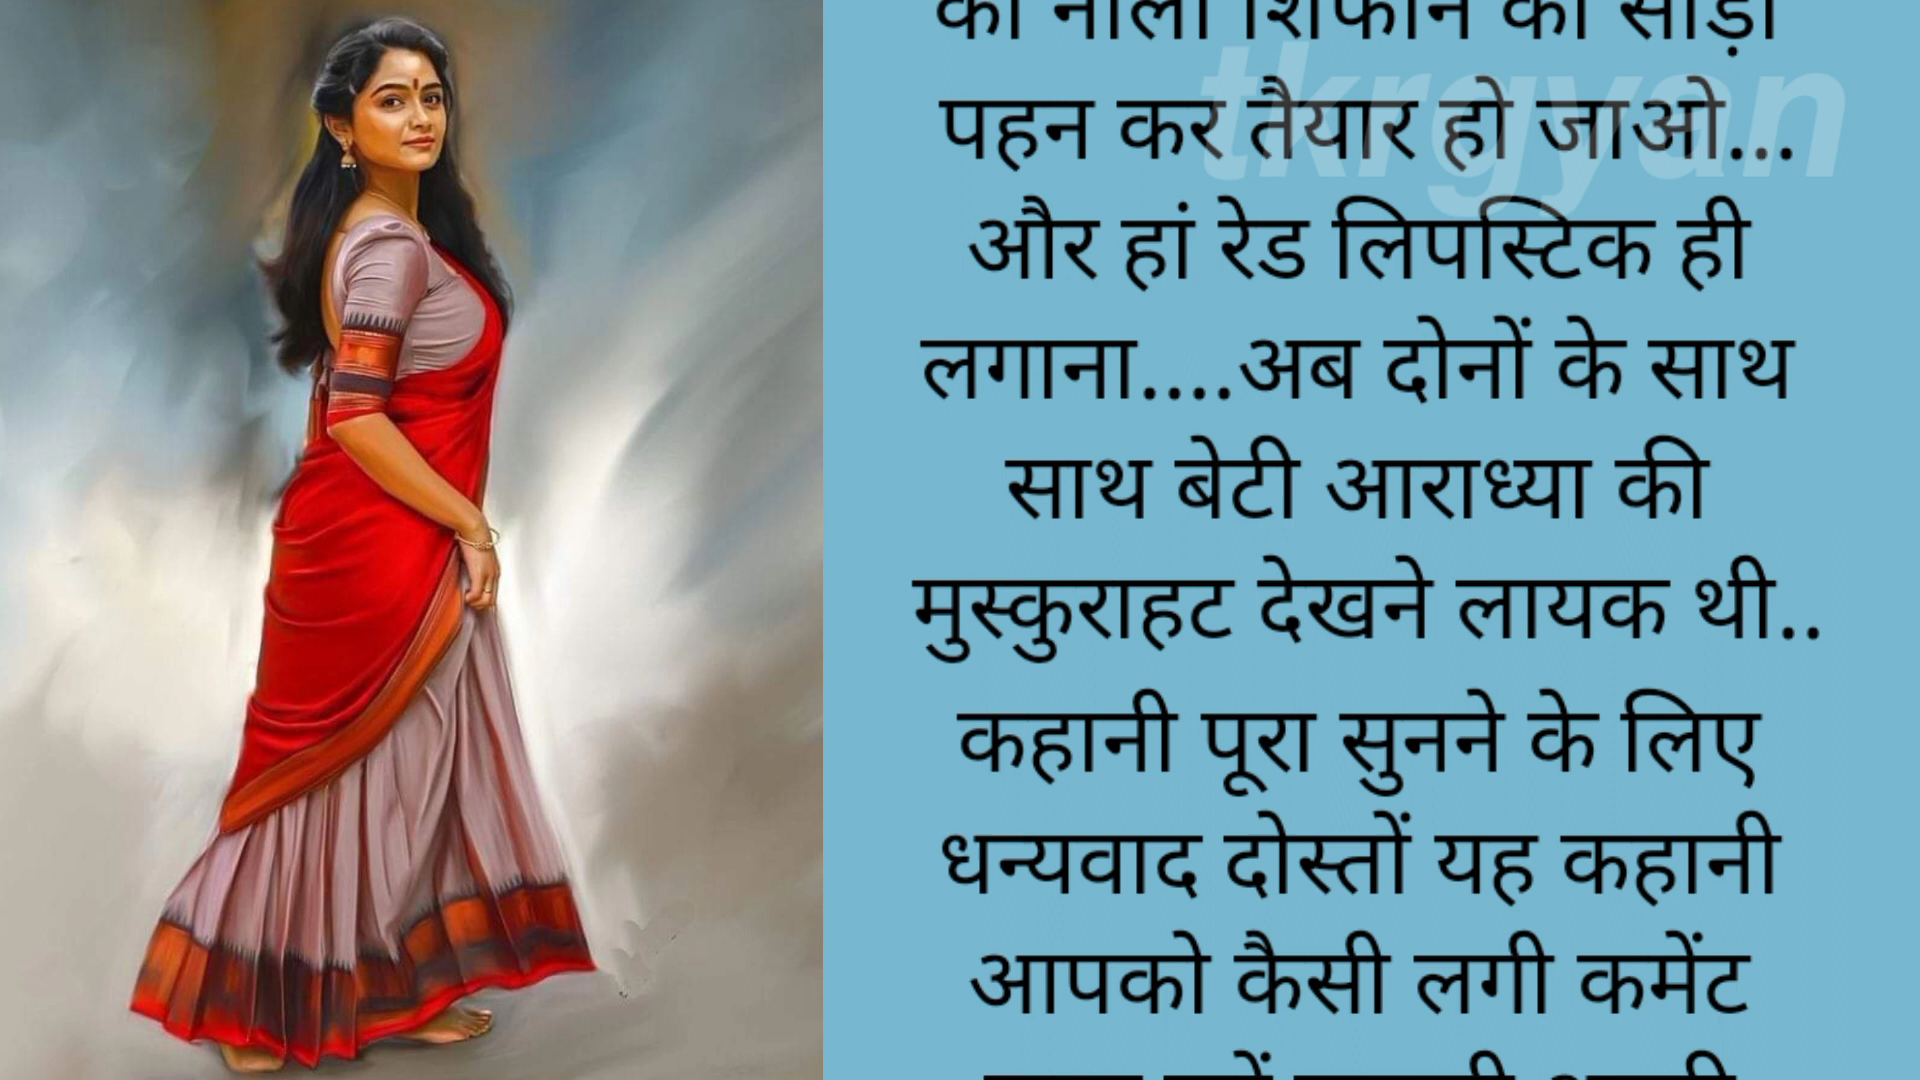 की नीली शिफॉन की साड़ी
tkrgyan
पहन कर तैयार हो जाओ...
और हां रेड लिपस्टिक ही
लगाना....अब दोनों के साथ
साथ बेटी आराध्या की
मुस्कुराहट देखने लायक थी..
कहानी पूरा सुनने के लिए
धन्यवाद दोस्तों यह कहानी
आपको कैसी लगी कमेंट